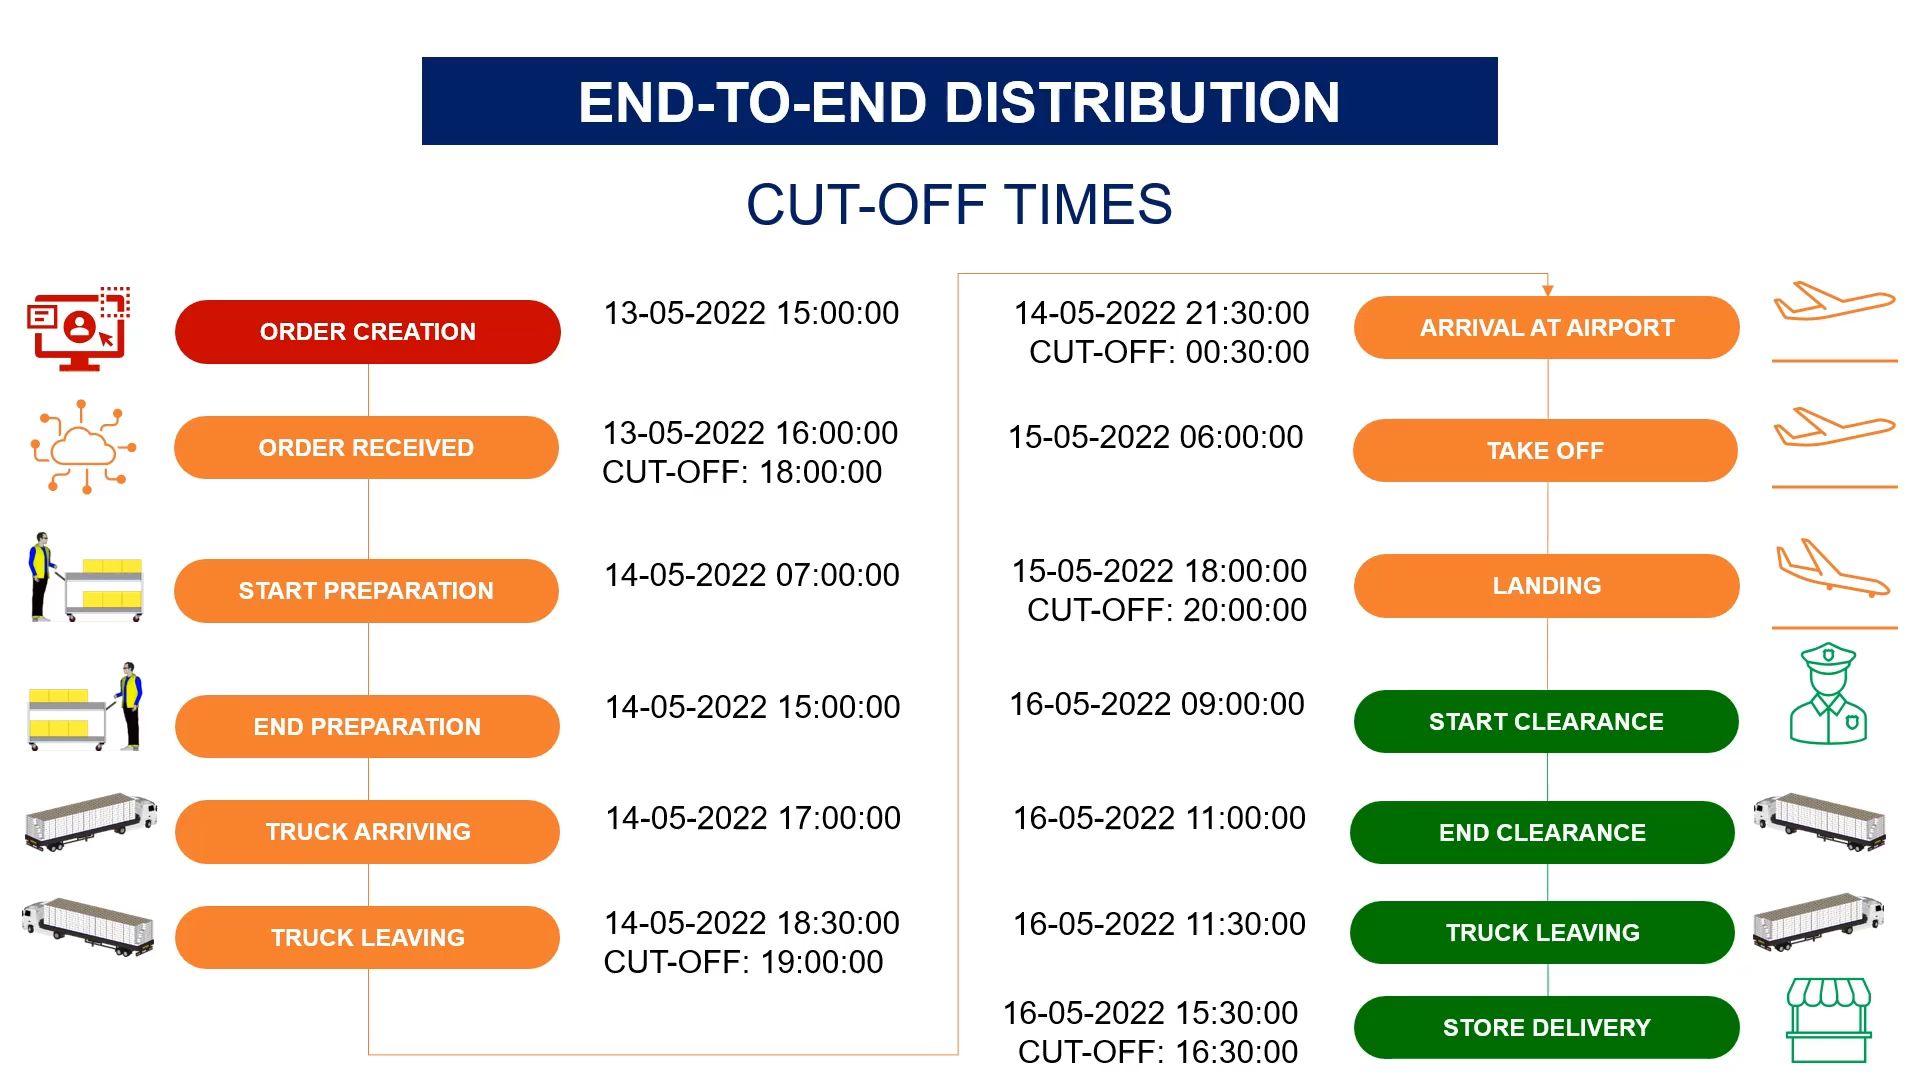 END-TO-END DISTRIBUTION
CUT-OFF TIMES
ORDER CREATION
13-05-2022 15:00:00
ORDER RECEIVED
13-05-2022 16:00:00
CUT-OFF: 18:00:00
START PREPARATION
14-05-2022 07:00:00
END PREPARATION
14-05-2022 15:00:00
TRUCK ARRIVING
14-05-2022 17:00:00
TRUCK LEAVING
14-05-2022 18:30:00
CUT-OFF: 19:00:00
14-05-2022 21:30:00
CUT-OFF: 00:30:00
ARRIVAL AT AIRPORT
15-05-2022 06:00:00
TAKE OFF
15-05-2022 18:00:00
CUT-OFF: 20:00:00
LANDING
16-05-2022 09:00:00
START CLEARANCE
16-05-2022 11:00:00
END CLEARANCE
16-05-2022 11:30:00
TRUCK LEAVING
16-05-2022 15:30:00
CUT-OFF: 16:30:00
STORE DELIVERY